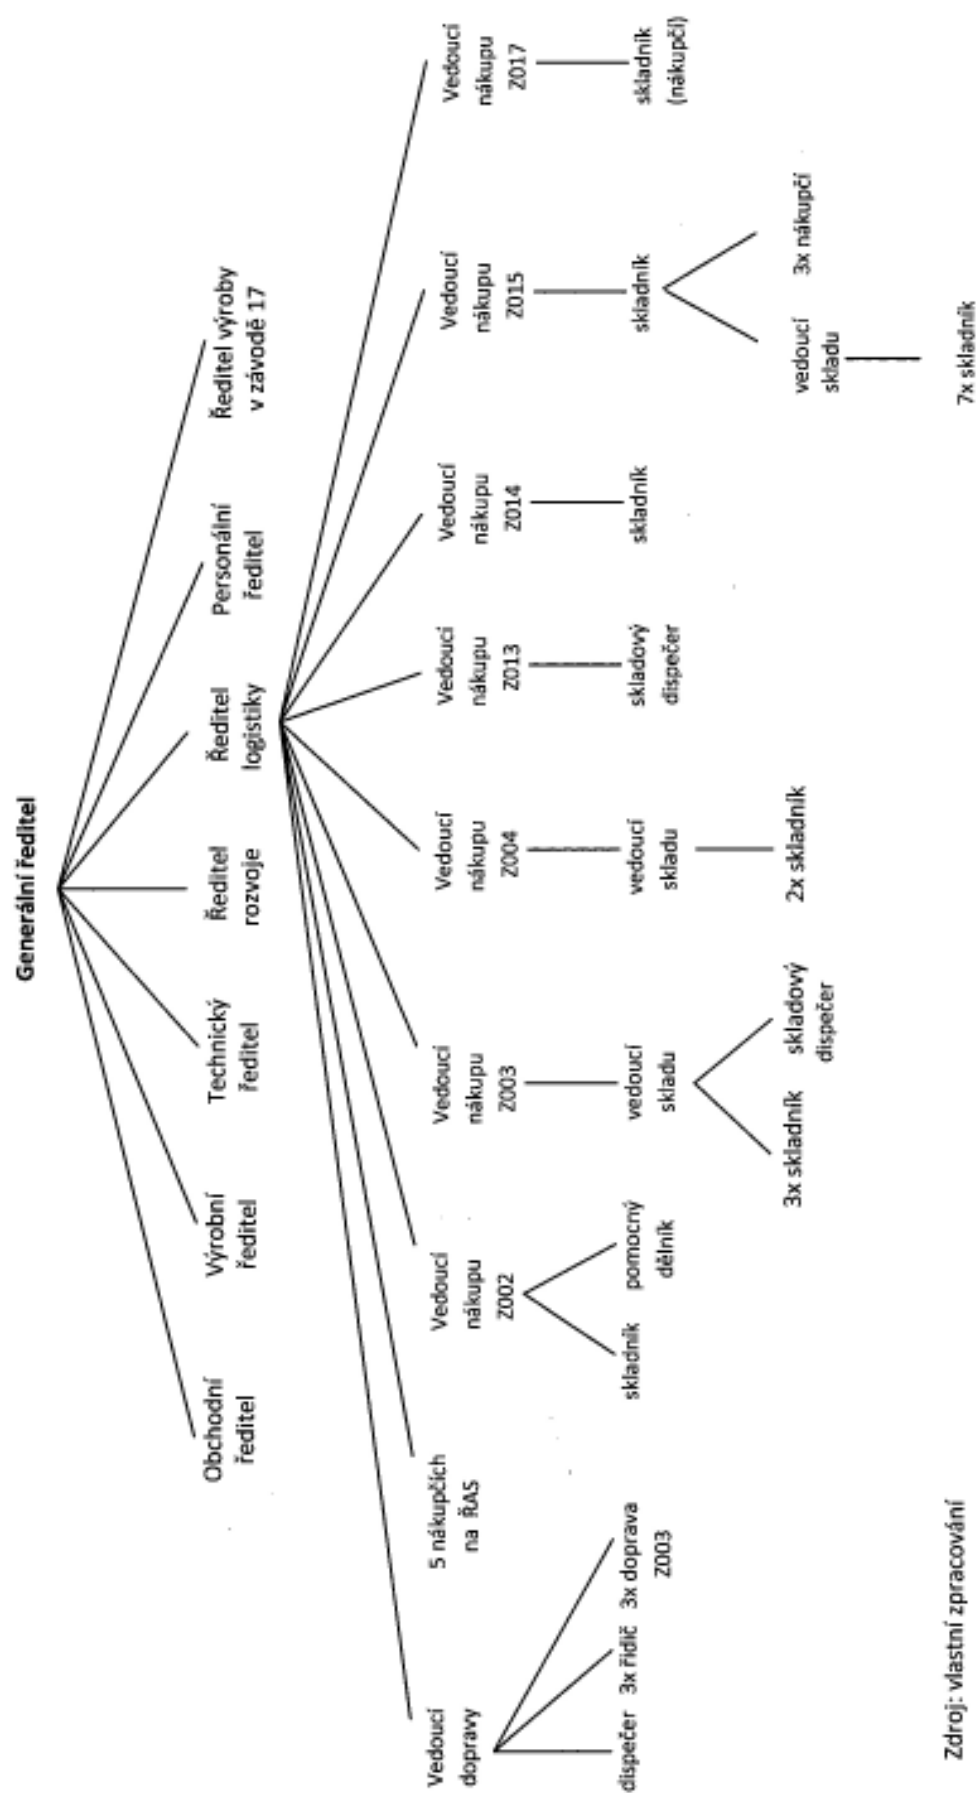 Generální ředitel
Obchodní
ředitel
Výrobní
ředitel
Technický
ředitel
Ředitel
rozvoje
Ředitel
logistiky
Personální
ředitel
Ředitel výroby
v závodě 17
Vedoucí
dopravy
5 nákupčích
na ŘAS
Vedoucí
nákupu
Z002
Vedoucí
nákupu
Z003
Vedoucí
nákupu
Z004
Vedoucí
nákupu
Z013
Vedoucí
nákupu
Z014
Vedoucí
nákupu
Z015
Vedoucí
nákupu
Z017
dispečer
3x řidič
3x doprava
Z003
skladník
pomocný
dělník
vedoucí
skladu
vedoucí
skladu
skladový
dispečer
skladník
skladník
skladník
(nákupčí)
3x skladník
skladový
dispečer
2x skladník
vedoucí
skladu
3x nákupčí
7x skladník
Zdroj: vlastní zpracování